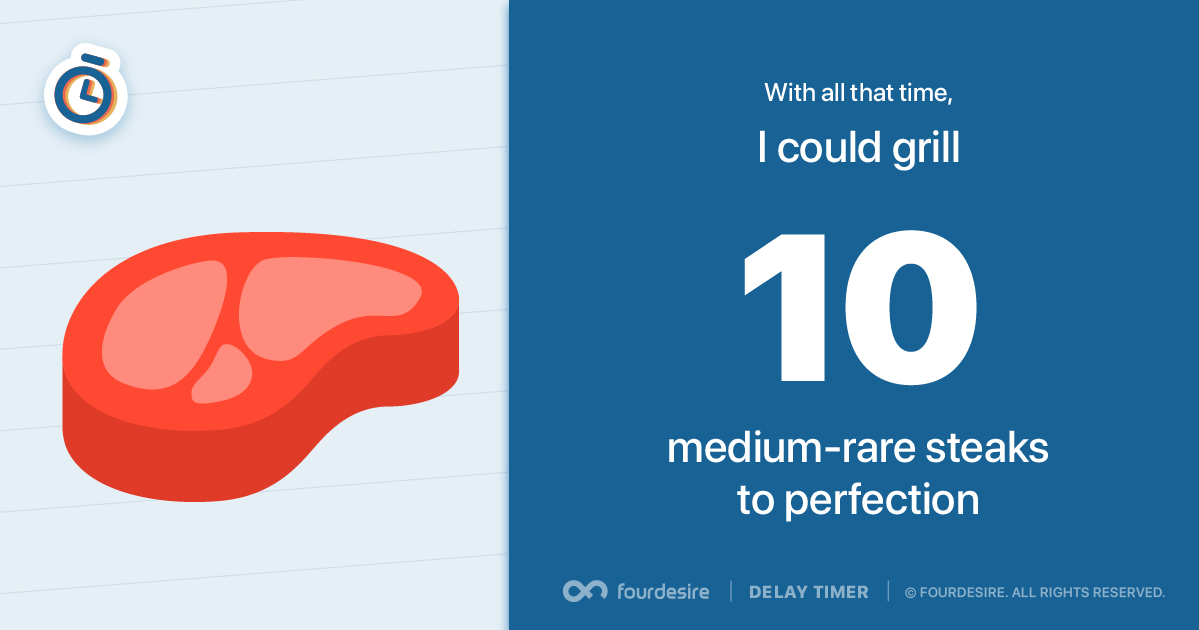 With all that time,
I could grill
10
medium-rare steaks
to perfection
fourdesire | DELAY TIMER | © FOURDESIRE. ALL RIGHTS RESERVED.